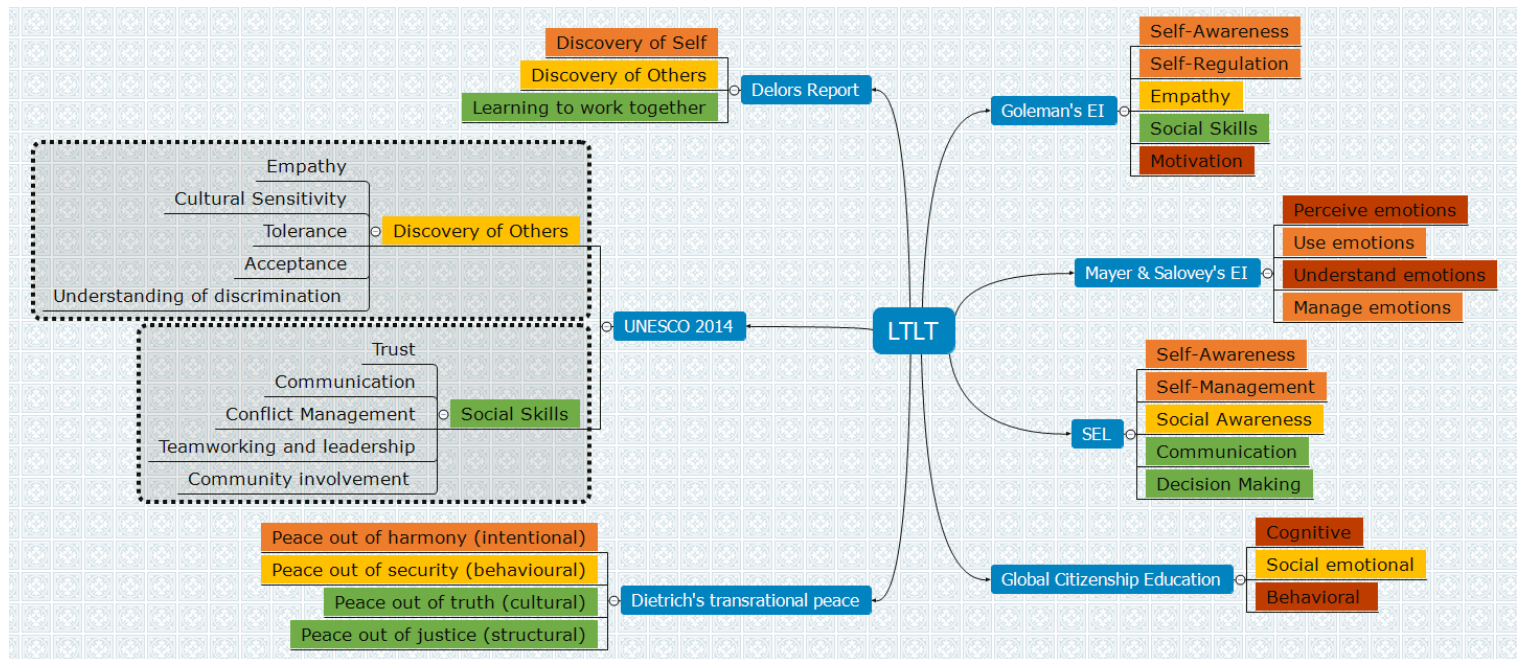 LTLT
Delors Report
Discovery of Self
Discovery of Others
Learning to work together
UNESCO 2014
Discovery of Others
Empathy
Cultural Sensitivity
Tolerance
Acceptance
Understanding of discrimination
Social Skills
Trust
Communication
Conflict Management
Teamworking and leadership
Community involvement
Dietrich's transrational peace
Peace out of harmony (intentional)
Peace out of security (behavioural)
Peace out of truth (cultural)
Peace out of justice (structural)
Goleman's EI
Self-Awareness
Self-Regulation
Empathy
Social Skills
Motivation
Mayer & Salovey's EI
Perceive emotions
Use emotions
Understand emotions
Manage emotions
SEL
Self-Awareness
Self-Management
Social Awareness
Communication
Decision Making
Global Citizenship Education
Cognitive
Social emotional
Behavioral